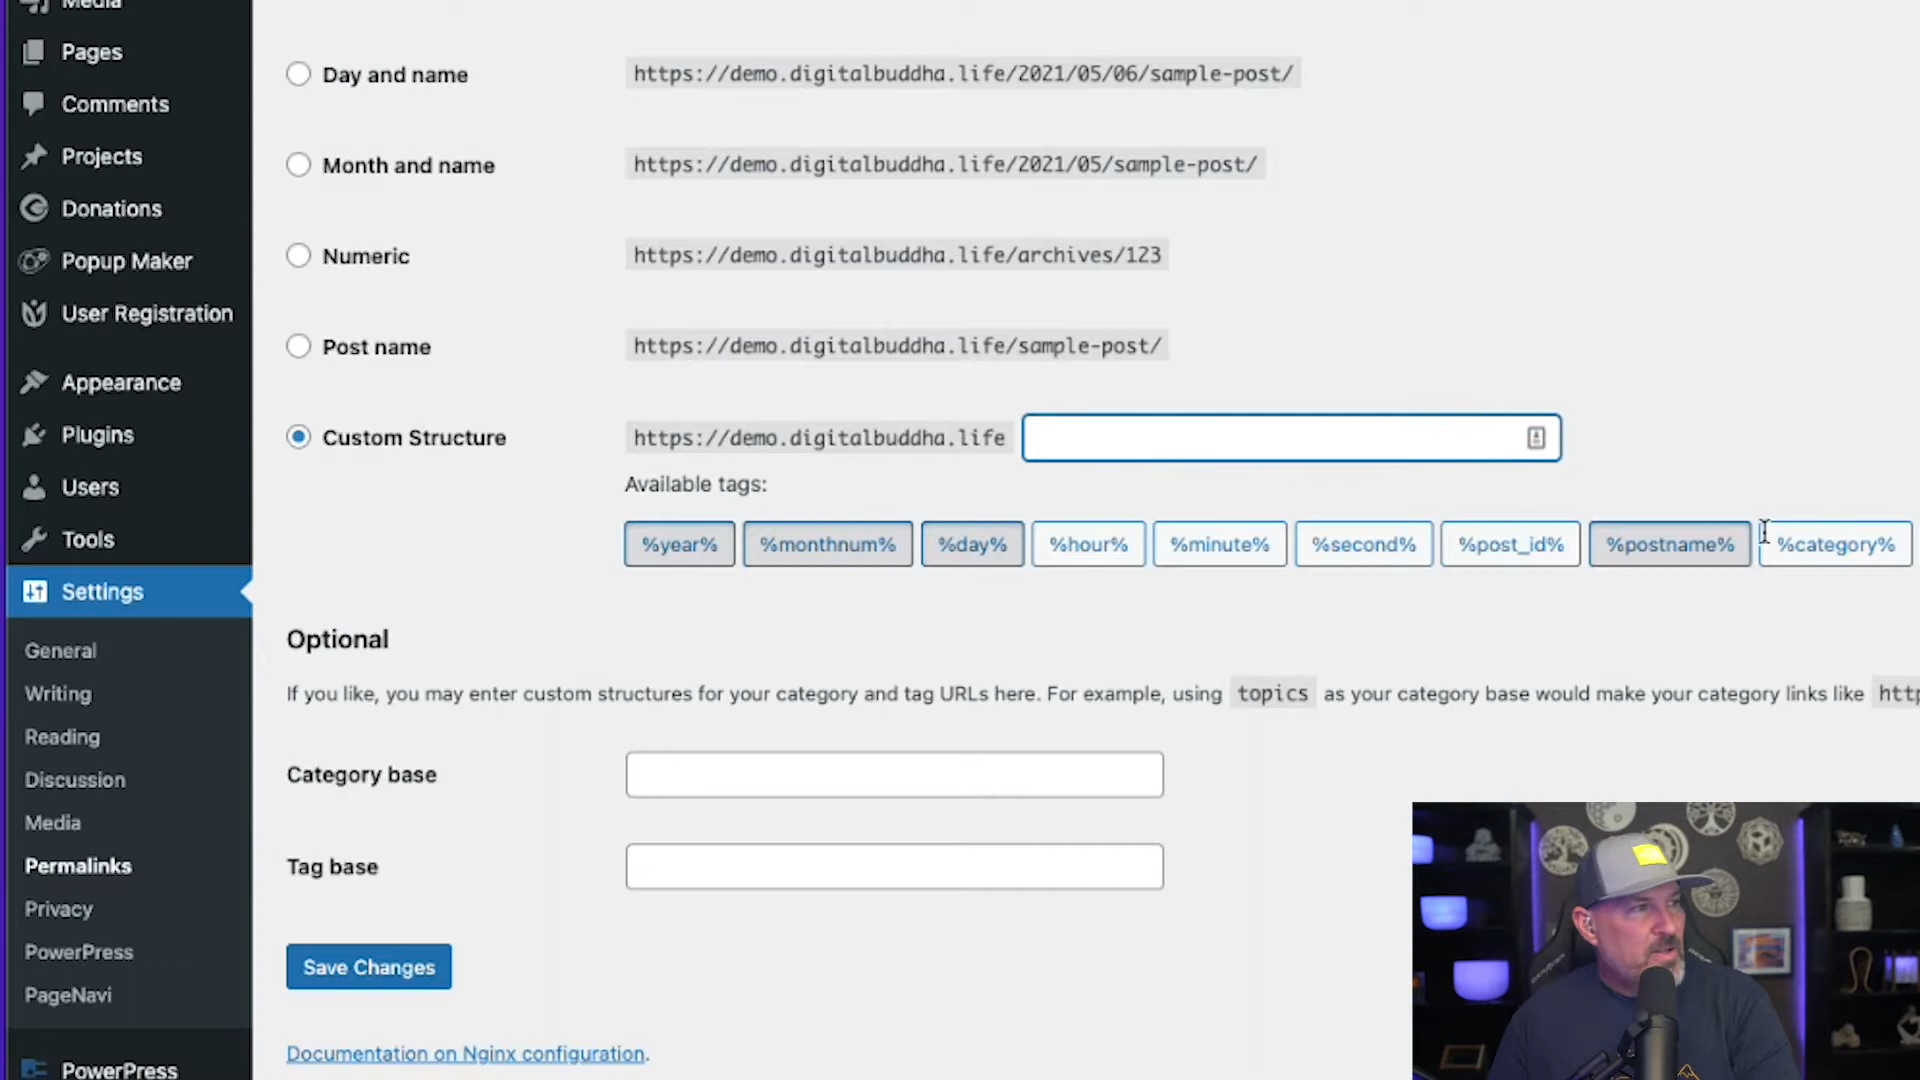 Media
Pages
Comments
Projects
Donations
Popup Maker
User Registration
Appearance
Plugins
Users
Tools
Settings
General
Writing
Reading
Discussion
Media
Permalinks
Privacy
PowerPress
PageNavi
PowerPress
Day and name https://demo.digitalbuddha.life/2021/05/06/sample-post/
Month and name https://demo.digitalbuddha.life/2021/05/sample-post/
Numeric https://demo.digitalbuddha.life/archives/123
Post name https://demo.digitalbuddha.life/sample-post/
Custom Structure https://demo.digitalbuddha.life
Available tags:
%year% %monthnum% %day% %hour% %minute% %second% %post_id% %postname% %category%
Optional
If you like, you may enter custom structures for your category and tag URLs here. For example, using topics as your category base would make your category links like http
Category base
Tag base
Save Changes
Documentation on Nginx configuration.